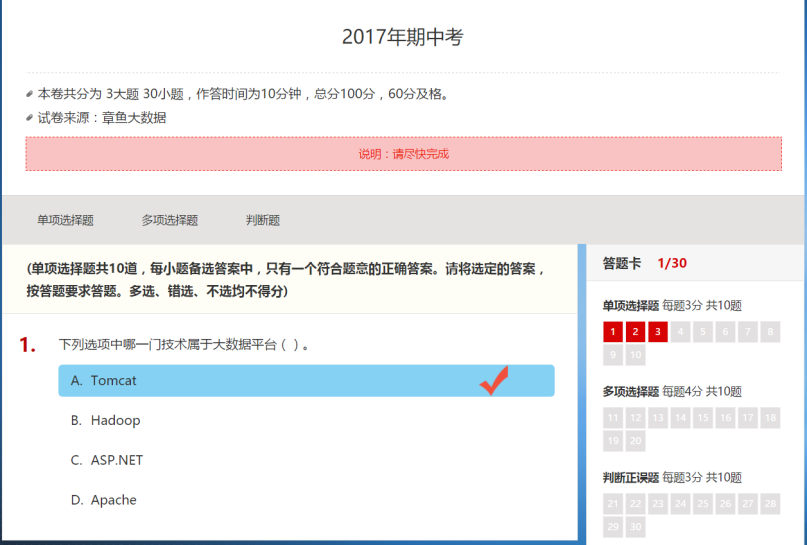 2017年期中考
本卷共分为 3大题 30小题，作答时间为10分钟，总分100分，60分及格。
试卷来源：章鱼大数据
说明：请尽快完成
单项选择题 多项选择题 判断题
(单项选择题共10道，每小题备选答案中，只有一个符合题意的正确答案。请将选定的答案，
按答题要求答题。多选、错选、不选均不得分)
1. 下列选项中哪一门技术属于大数据平台（ ）。
A. Tomcat
B. Hadoop
C. ASP.NET
D. Apache
答题卡 1/30
单项选择题 每题3分 共10题
1 2 3 4 5 6 7 8
9 10
多项选择题 每题4分 共10题
11 12 13 14 15 16 17 18
19 20
判断正误题 每题3分 共10题
21 22 23 24 25 26 27 28
29 30